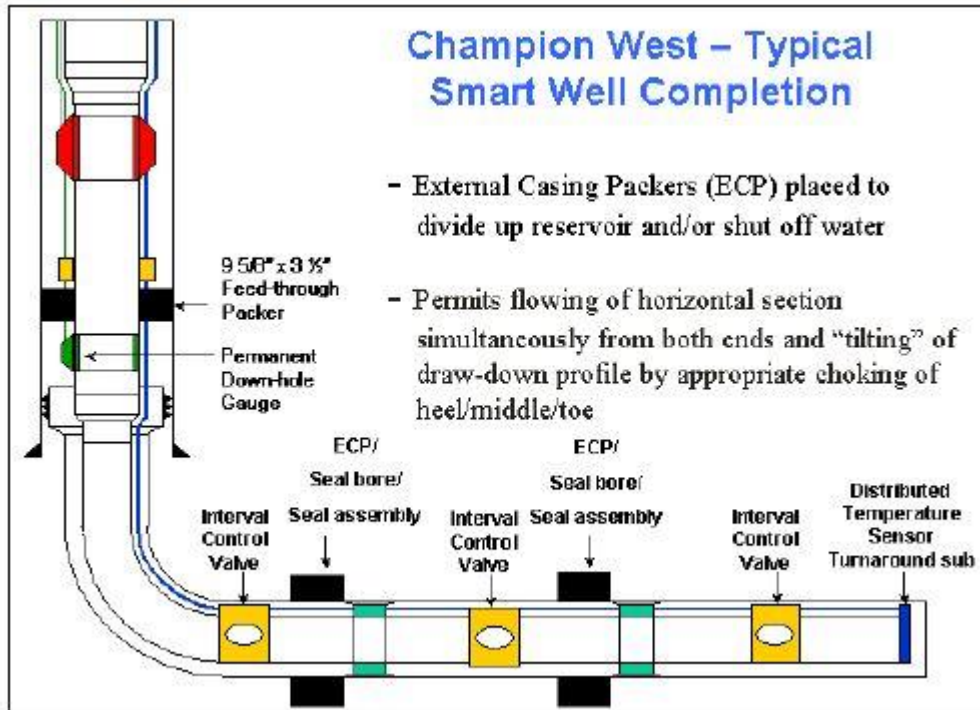 Champion West – Typical
Smart Well Completion
- External Casing Packers (ECP) placed to
divide up reservoir and/or shut off water
- Permits flowing of horizontal section
simultaneously from both ends and “tilting” of
draw-down profile by appropriate choking of
heel/middle/toe
9 5/8" x 3 ½"
Feed-through
Packer
Permanent
Down-hole
Gauge
ECP/
Seal bore/
Seal assembly
ECP/
Seal bore/
Seal assembly
Interval
Control
Valve
Interval
Control
Valve
Interval
Control
Valve
Distributed
Temperature
Sensor
Turnaround sub